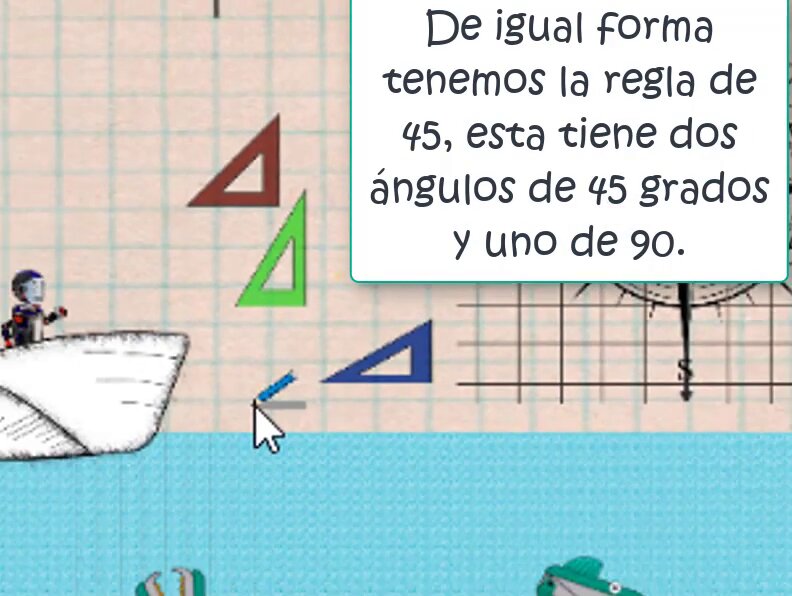 De igual forma
tenemos la regla de
45, esta tiene dos
ángulos de 45 grados
y uno de 90.
S